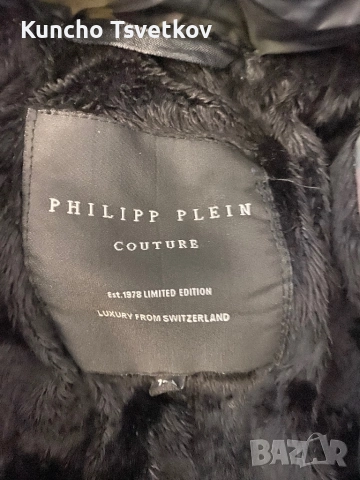 Kuncho Tsvetkov
PHILIPP PLEIN
COUTURE
Est.1978 LIMITED EDITION
LUXURY FROM SWITZERLAND
BAZAR